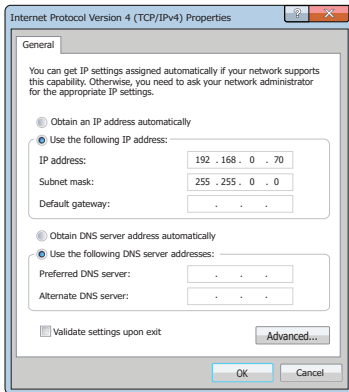 Internet Protocol Version 4 (TCP/IPv4) Properties
?
General
You can get IP settings assigned automatically if your network supports
this capability. Otherwise, you need to ask your network administrator
for the appropriate IP settings.
Obtain an IP address automatically
Use the following IP address:
IP address: 192 . 168 . 0 . 70
Subnet mask: 255 . 255 . 0 . 0
Default gateway: . . .
Obtain DNS server address automatically
Use the following DNS server addresses:
Preferred DNS server: . . .
Alternate DNS server: . . .
Validate settings upon exit
Advanced...
OK Cancel